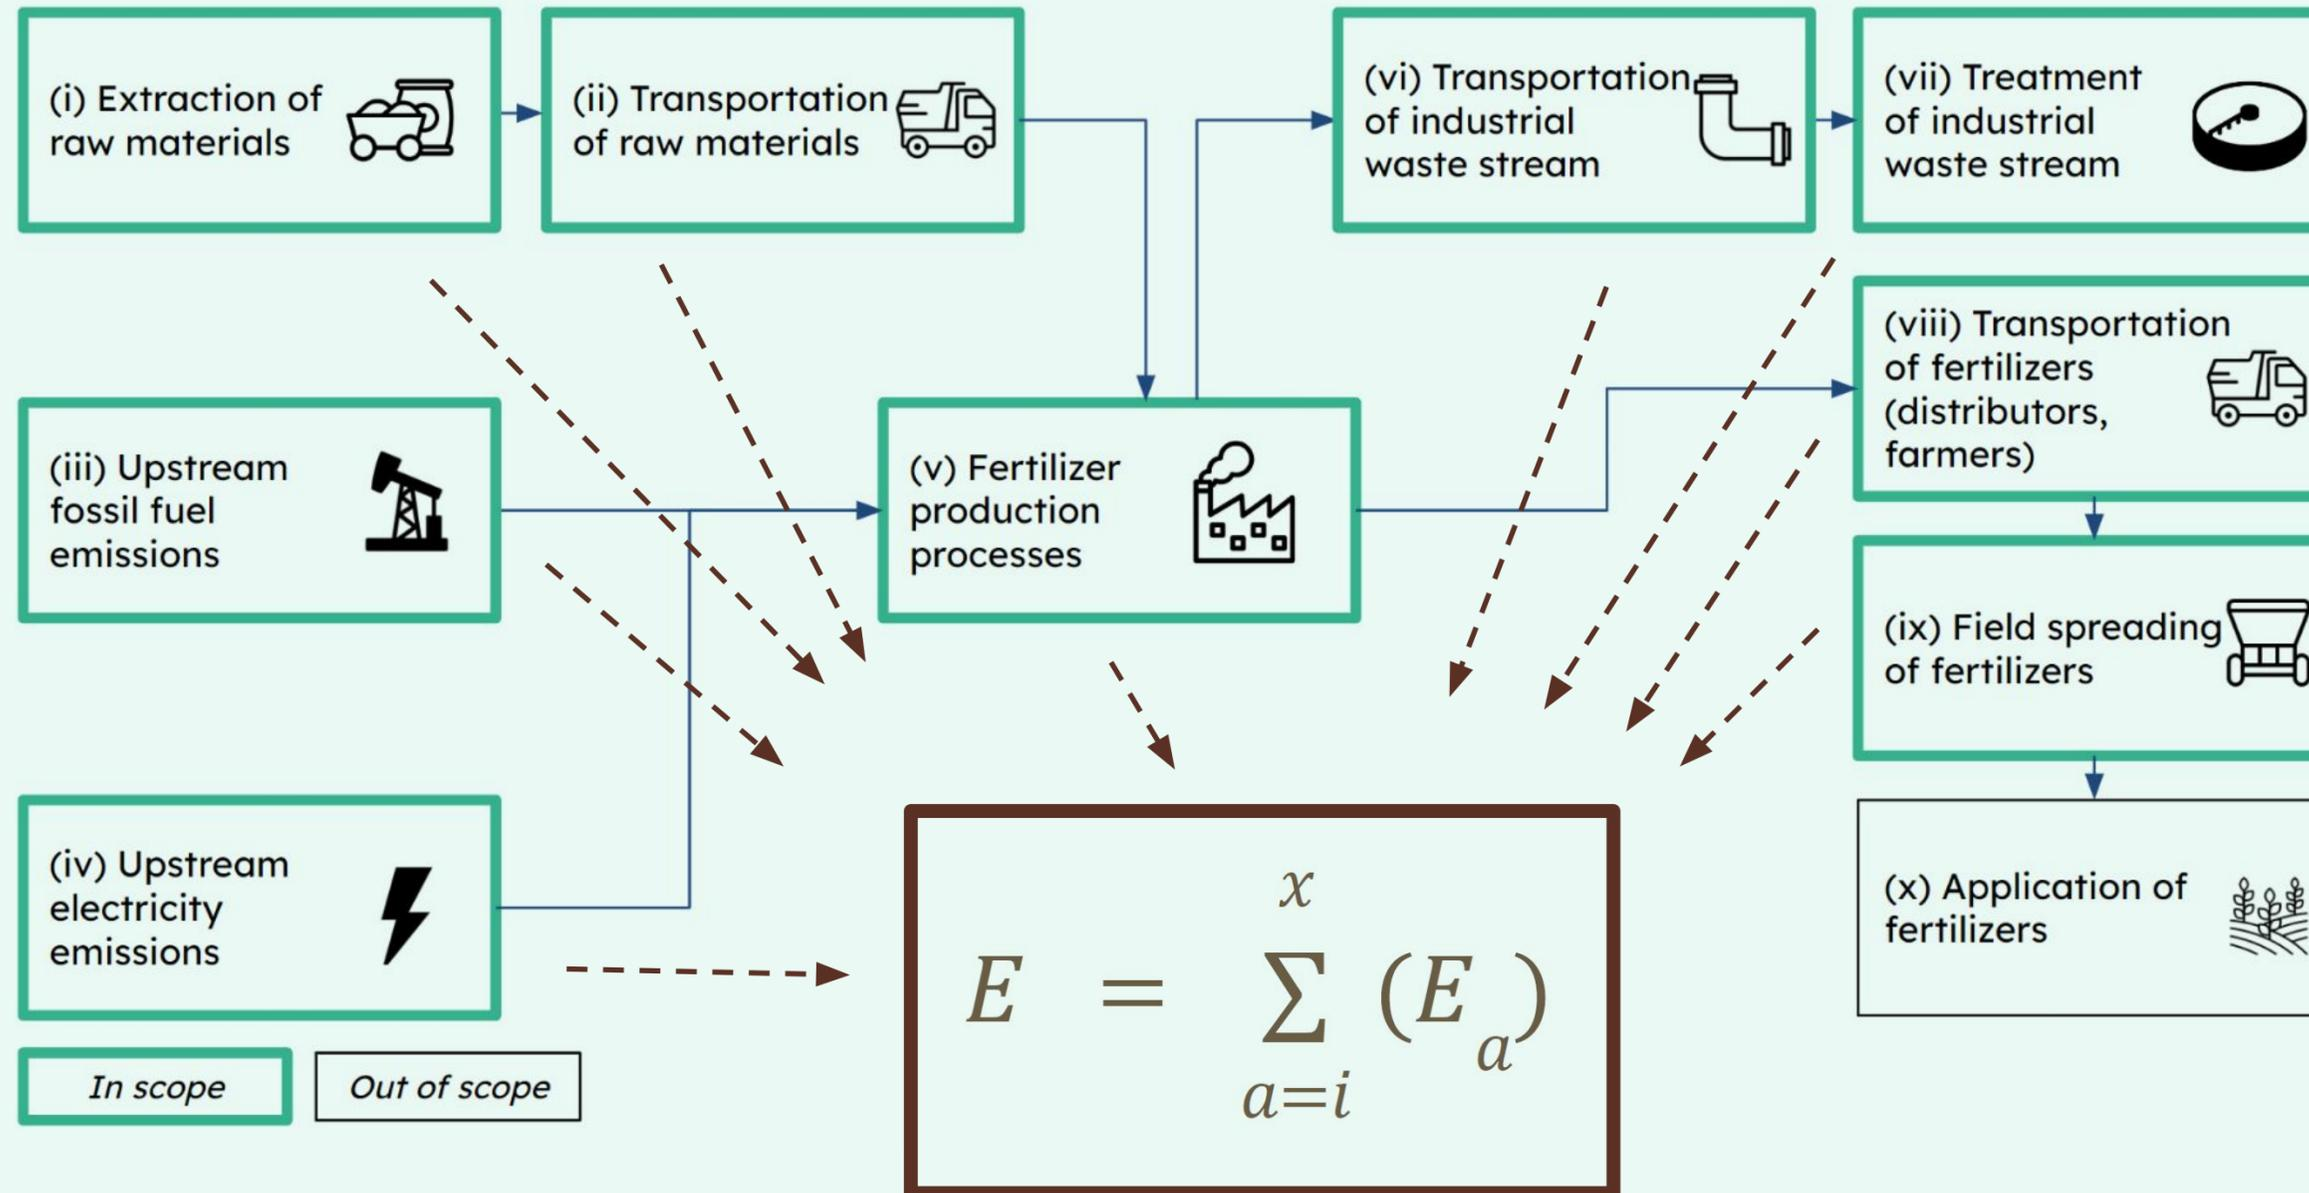 (i) Extraction of
raw materials
(ii) Transportation
of raw materials
(vi) Transportation
of industrial
waste stream
(vii) Treatment
of industrial
waste stream
(iii) Upstream
fossil fuel
emissions
(v) Fertilizer
production
processes
(viii) Transportation
of fertilizers
(distributors,
farmers)
(ix) Field spreading
of fertilizers
(iv) Upstream
electricity
emissions
x
E = ∑ (E
a)
a=i
(x) Application of
fertilizers
In scope
Out of scope